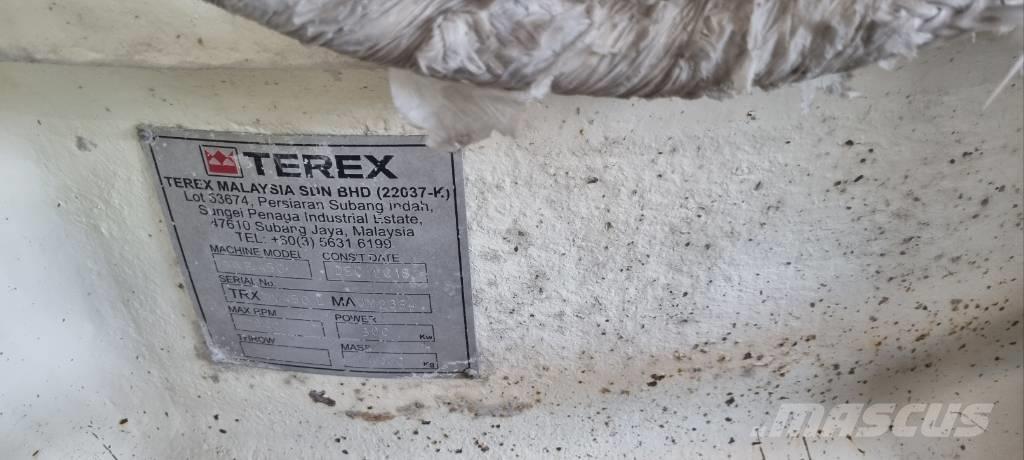 TEREX
TEREX MALAYSIA SDN BHD (22037-K)
Lot 33674, Persiaran Subang Indah,
Sungei Penaga Industrial Estate,
47610 Subang Jaya, Malaysia
TEL: +60(3) 5631 6199
MACHINE MODEL CONST DATE
SERIAL No.
TRX MA
MAX RPM POWER
Kw
THROW MASS
Kg
MASCUS